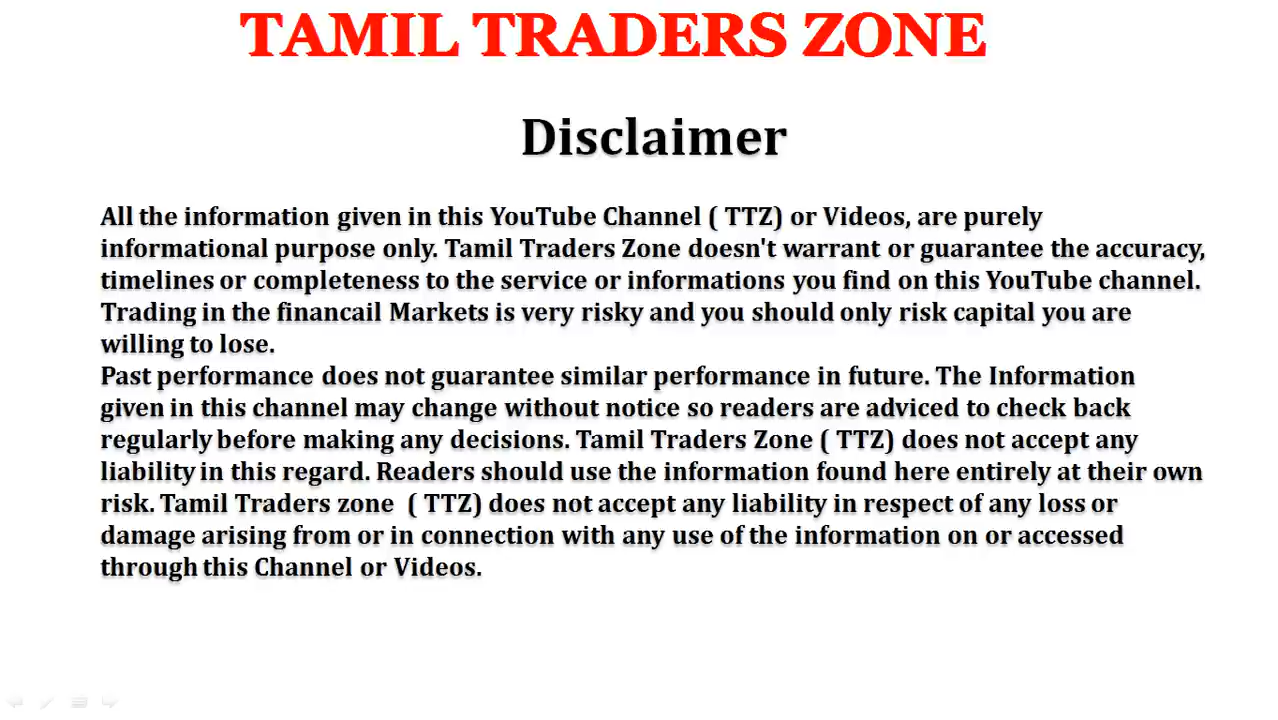 TAMIL TRADERS ZONE
Disclaimer
All the information given in this YouTube Channel ( TTZ) or Videos, are purely
informational purpose only. Tamil Traders Zone doesn't warrant or guarantee the accuracy,
timelines or completeness to the service or informations you find on this YouTube channel.
Trading in the financail Markets is very risky and you should only risk capital you are
willing to lose.
Past performance does not guarantee similar performance in future. The Information
given in this channel may change without notice so readers are adviced to check back
regularly before making any decisions. Tamil Traders Zone ( TTZ) does not accept any
liability in this regard. Readers should use the information found here entirely at their own
risk. Tamil Traders zone  ( TTZ) does not accept any liability in respect of any loss or
damage arising from or in connection with any use of the information on or accessed
through this Channel or Videos.